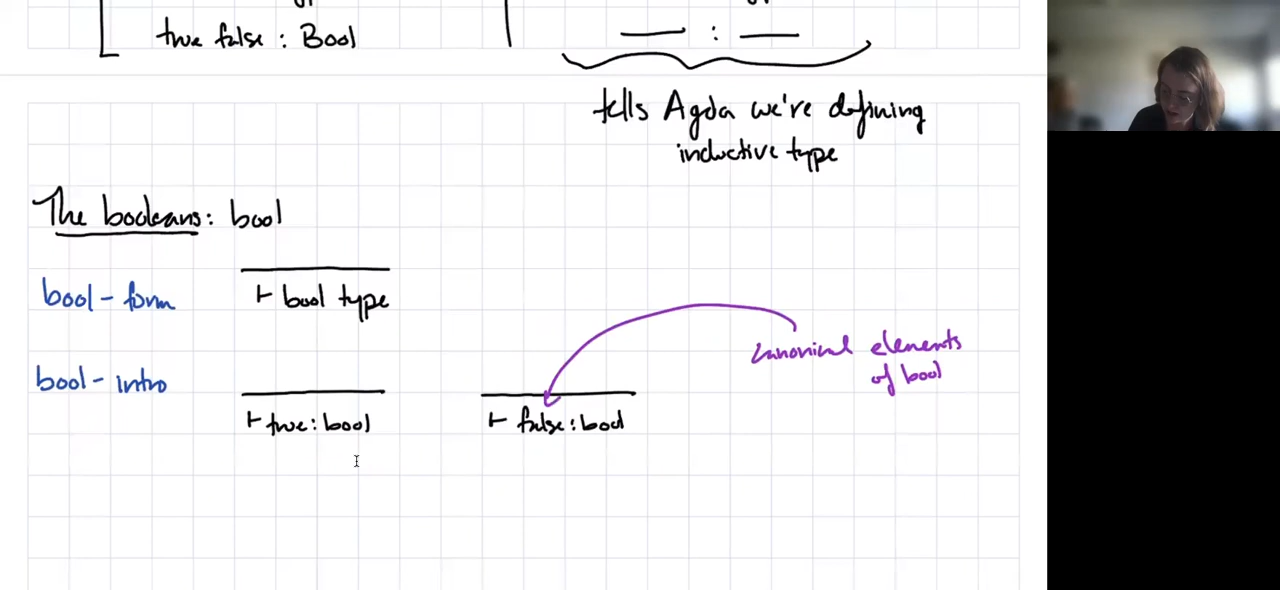 true false : Bool
___ : ___
tells Agda we're defining
inductive type
The booleans: bool
bool - form
⊢ bool type
canonical elements
of bool
bool - intro
⊢ true : bool
⊢ false : bool